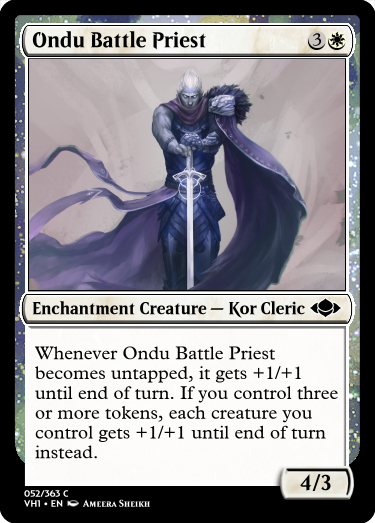 Ondu Battle Priest 3
Enchantment Creature — Kor Cleric
Whenever Ondu Battle Priest
becomes untapped, it gets +1/+1
until end of turn. If you control three
or more tokens, each creature you
control gets +1/+1 until end of turn
instead.
4/3
052/363 C
VH1 • EN Ameera Sheikh